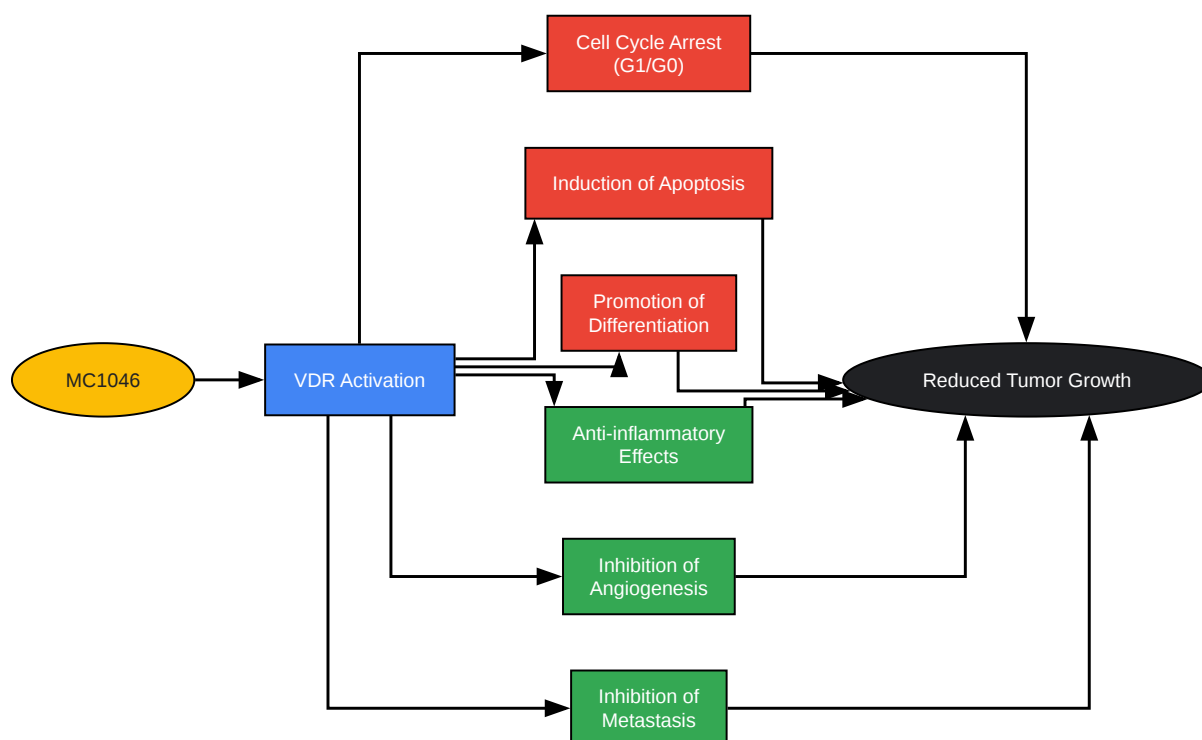 Cell Cycle Arrest
(G1/G0)
Induction of Apoptosis
Promotion of
Differentiation
MC1046
VDR Activation
Reduced Tumor Growth
Anti-inflammatory
Effects
Inhibition of
Angiogenesis
Inhibition of
Metastasis